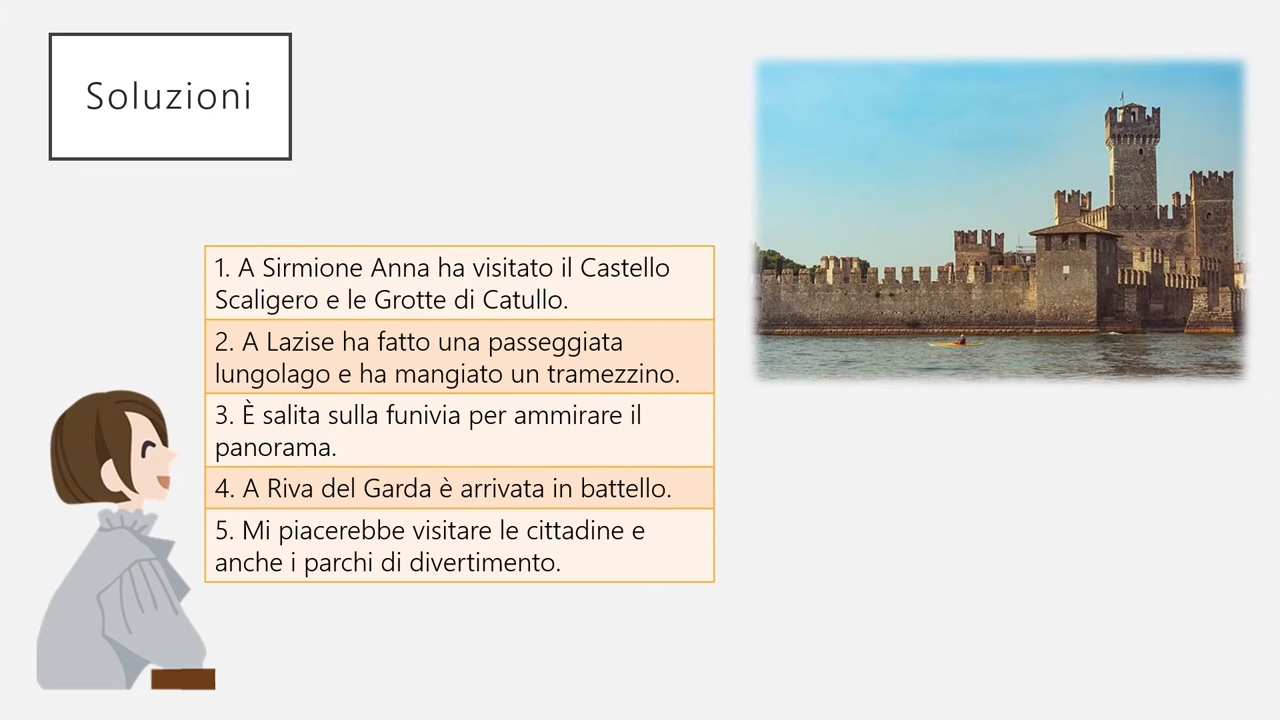 Soluzioni
1. A Sirmione Anna ha visitato il Castello
Scaligero e le Grotte di Catullo.
2. A Lazise ha fatto una passeggiata
lungolago e ha mangiato un tramezzino.
3. È salita sulla funivia per ammirare il
panorama.
4. A Riva del Garda è arrivata in battello.
5. Mi piacerebbe visitare le cittadine e
anche i parchi di divertimento.